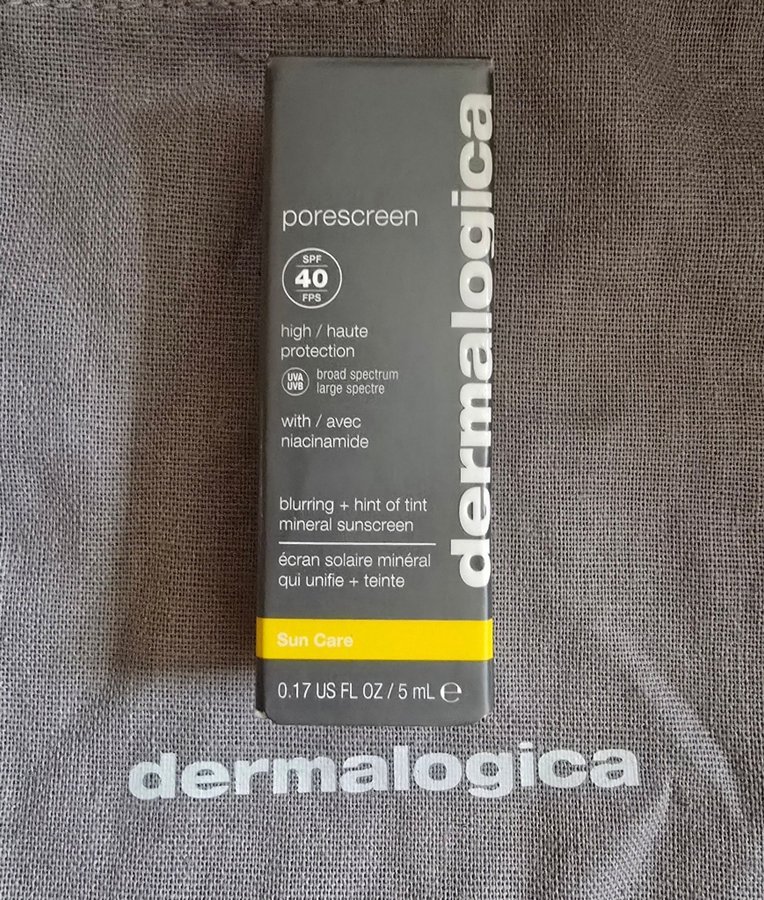 porescreen
SPF
40
FPS
high / haute
protection
UVA
UVB
broad spectrum
large spectre
with / avec
niacinamide
blurring + hint of tint
mineral sunscreen
écran solaire minéral
qui unifie + teinte
Sun Care
0.17 US FL OZ / 5 mL ℮
dermalogica
dermalogica